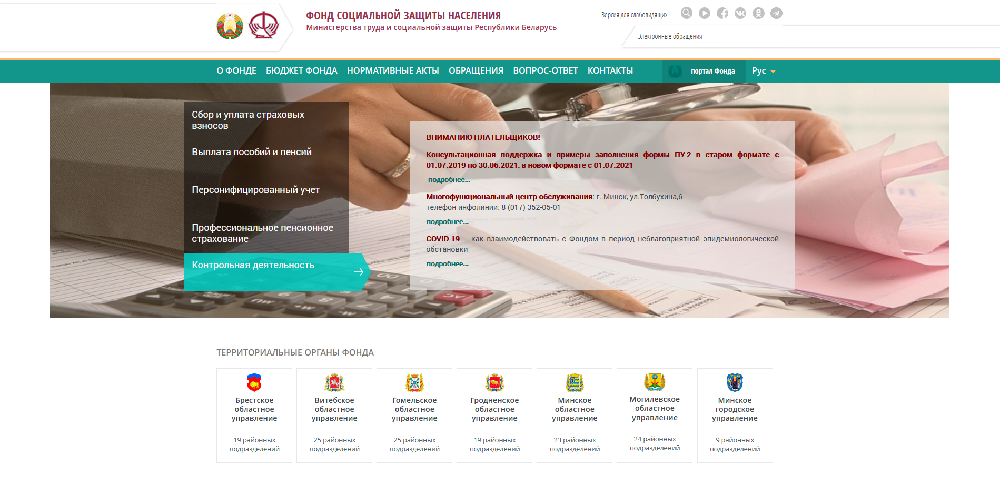 ФОНД СОЦИАЛЬНОЙ ЗАЩИТЫ НАСЕЛЕНИЯ
Министерства труда и социальной защиты Республики Беларусь
Версия для слабовидящих
Электронные обращения
О ФОНДЕ БЮДЖЕТ ФОНДА НОРМАТИВНЫЕ АКТЫ ОБРАЩЕНИЯ ВОПРОС-ОТВЕТ КОНТАКТЫ портал Фонда Рус
Сбор и уплата страховых
взносов
Выплата пособий и пенсий
Персонифицированный учет
Профессиональное пенсионное
страхование
Контрольная деятельность
ВНИМАНИЮ ПЛАТЕЛЬЩИКОВ!
Консультационная поддержка и примеры заполнения формы ПУ-2 в старом формате с
01.07.2019 по 30.06.2021, в новом формате с 01.07.2021
подробнее...
Многофункциональный центр обслуживания: г. Минск, ул.Толбухина,6
телефон инфолинии: 8 (017) 352-05-01
подробнее...
COVID-19 – как взаимодействовать с Фондом в период неблагоприятной эпидемиологической
обстановки
подробнее...
ТЕРРИТОРИАЛЬНЫЕ ОРГАНЫ ФОНДА
Брестское
областное
управление
—
19 районных
подразделений
Витебское
областное
управление
—
25 районных
подразделений
Гомельское
областное
управление
—
25 районных
подразделений
Гродненское
областное
управление
—
19 районных
подразделений
Минское
областное
управление
—
23 районных
подразделений
Могилевское
областное
управление
—
24 районных
подразделений
Минское
городское
управление
—
9 районных
подразделений